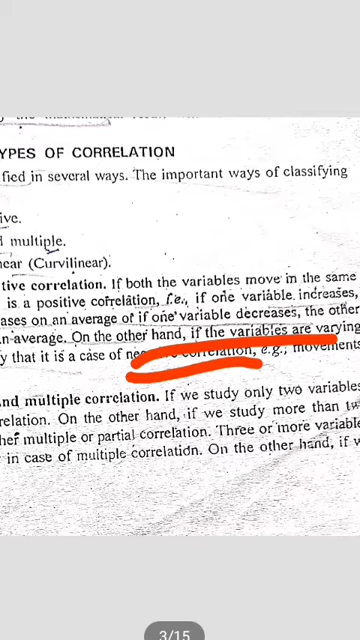 TYPES OF CORRELATION
fied in several ways. The important ways of classifying
ive.
d multiple.
near (Curvilinear).
tive correlation. If both the variables move in the same
is a positive correlation, i.e., if one variable increases,
ases on an average or if one variable decreases, the other
n average. On the other hand, if the variables are varying
y that it is a case of negative correlation, e.g., movements
and multiple correlation. If we study only two variables
relation. On the other hand, if we study more than tw
her multiple or partial correlation. Three or more variable
in case of multiple correlation. On the other hand, if w
3/15